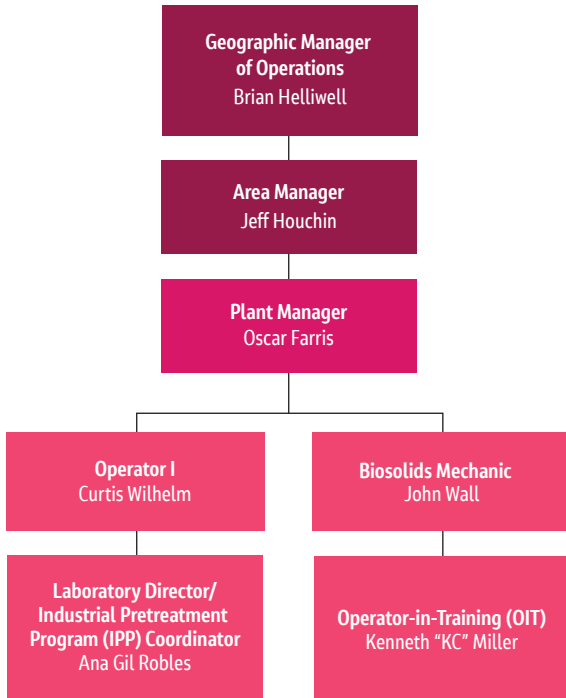 Geographic Manager
of Operations
Brian Helliwell
Area Manager
Jeff Houchin
Plant Manager
Oscar Farris
Operator I
Curtis Wilhelm
Biosolids Mechanic
John Wall
Laboratory Director/
Industrial Pretreatment
Program (IPP) Coordinator
Ana Gil Robles
Operator-in-Training (OIT)
Kenneth “KC” Miller